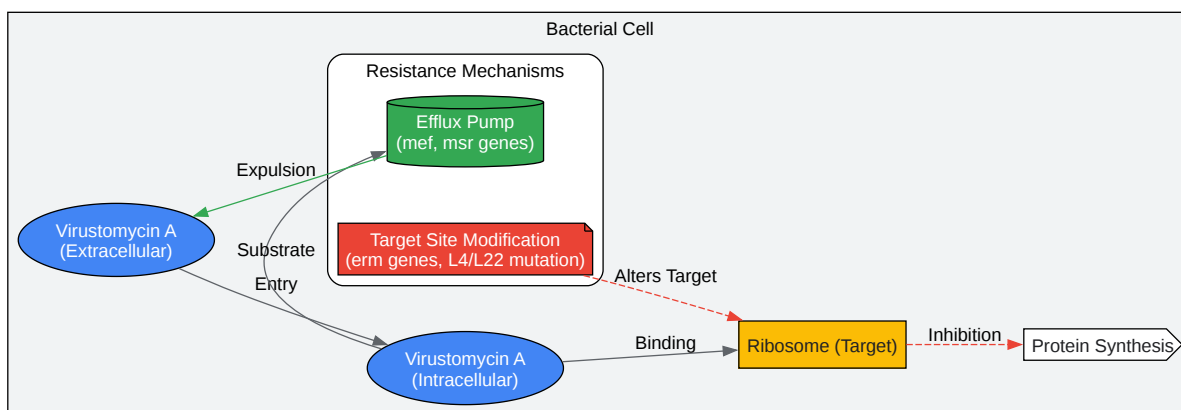 Bacterial Cell
Resistance Mechanisms
Efflux Pump
(mef, msr genes)
Expulsion
Virustomycin A
(Extracellular)
Substrate
Entry
Target Site Modification
(erm genes, L4/L22 mutation)
Alters Target
Virustomycin A
(Intracellular)
Binding
Ribosome (Target)
Inhibition
Protein Synthesis